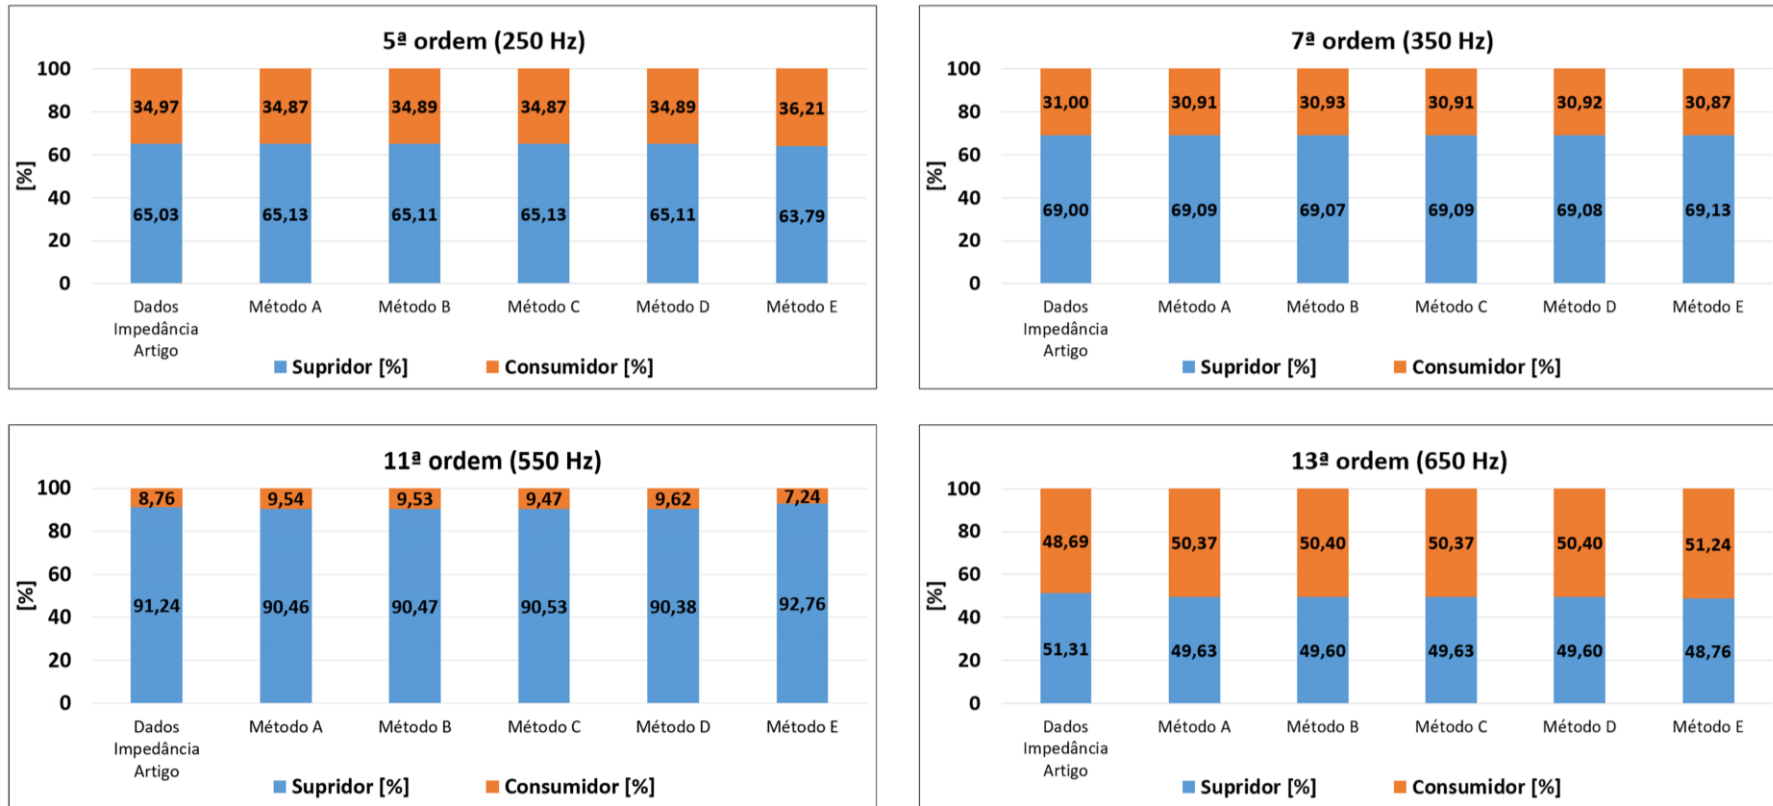 5ª ordem (250 Hz)
[%]
100
80
60
40
20
0
34,97 34,87 34,89 34,87 34,89 36,21
65,03 65,13 65,11 65,13 65,11 63,79
Dados Impedância Artigo Método A Método B Método C Método D Método E
Supridor [%] Consumidor [%]
7ª ordem (350 Hz)
[%]
100
80
60
40
20
0
31,00 30,91 30,93 30,91 30,92 30,87
69,00 69,09 69,07 69,09 69,08 69,13
Dados Impedância Artigo Método A Método B Método C Método D Método E
Supridor [%] Consumidor [%]
11ª ordem (550 Hz)
[%]
100
80
60
40
20
0
8,76 9,54 9,53 9,47 9,62 7,24
91,24 90,46 90,47 90,53 90,38 92,76
Dados Impedância Artigo Método A Método B Método C Método D Método E
Supridor [%] Consumidor [%]
13ª ordem (650 Hz)
[%]
100
80
60
40
20
0
48,69 50,37 50,40 50,37 50,40 51,24
51,31 49,63 49,60 49,63 49,60 48,76
Dados Impedância Artigo Método A Método B Método C Método D Método E
Supridor [%] Consumidor [%]